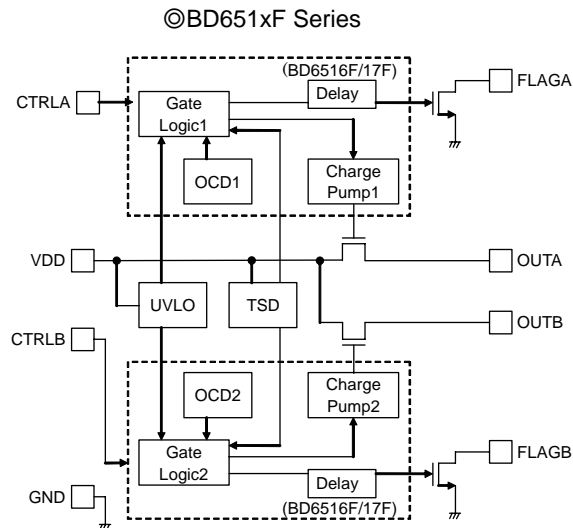 ◎BD651xF Series
(BD6516F/17F)
Delay
FLAGA
CTRLA
Gate
Logic1
OCD1
Charge
Pump1
VDD
OUTA
UVLO
TSD
OUTB
CTRLB
OCD2
Charge
Pump2
Gate
Logic2
FLAGB
Delay
(BD6516F/17F)
GND